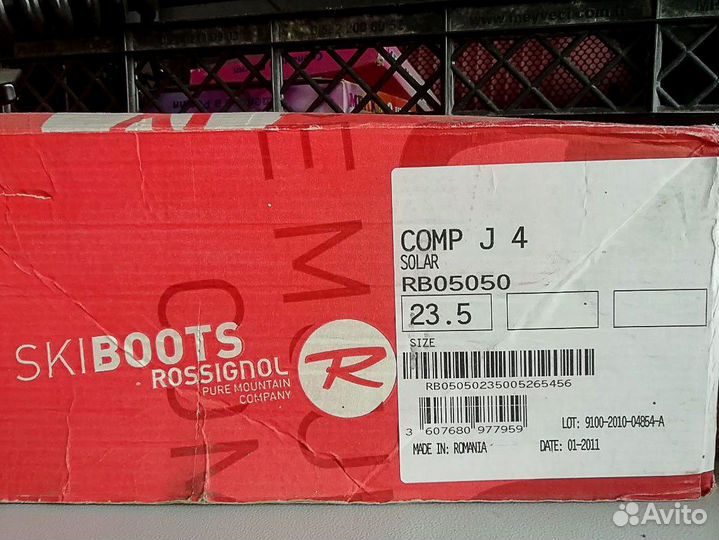 SKIBOOTS
ROSSIGNOL
PURE MOUNTAIN
COMPANY
R
COMP J 4
SOLAR
RB05050
23.5
SIZE
RB05050235005265456
3 607680 977959
LOT: 9100-2010-04854-A
MADE IN: ROMANIA
DATE: 01-2011
Avito